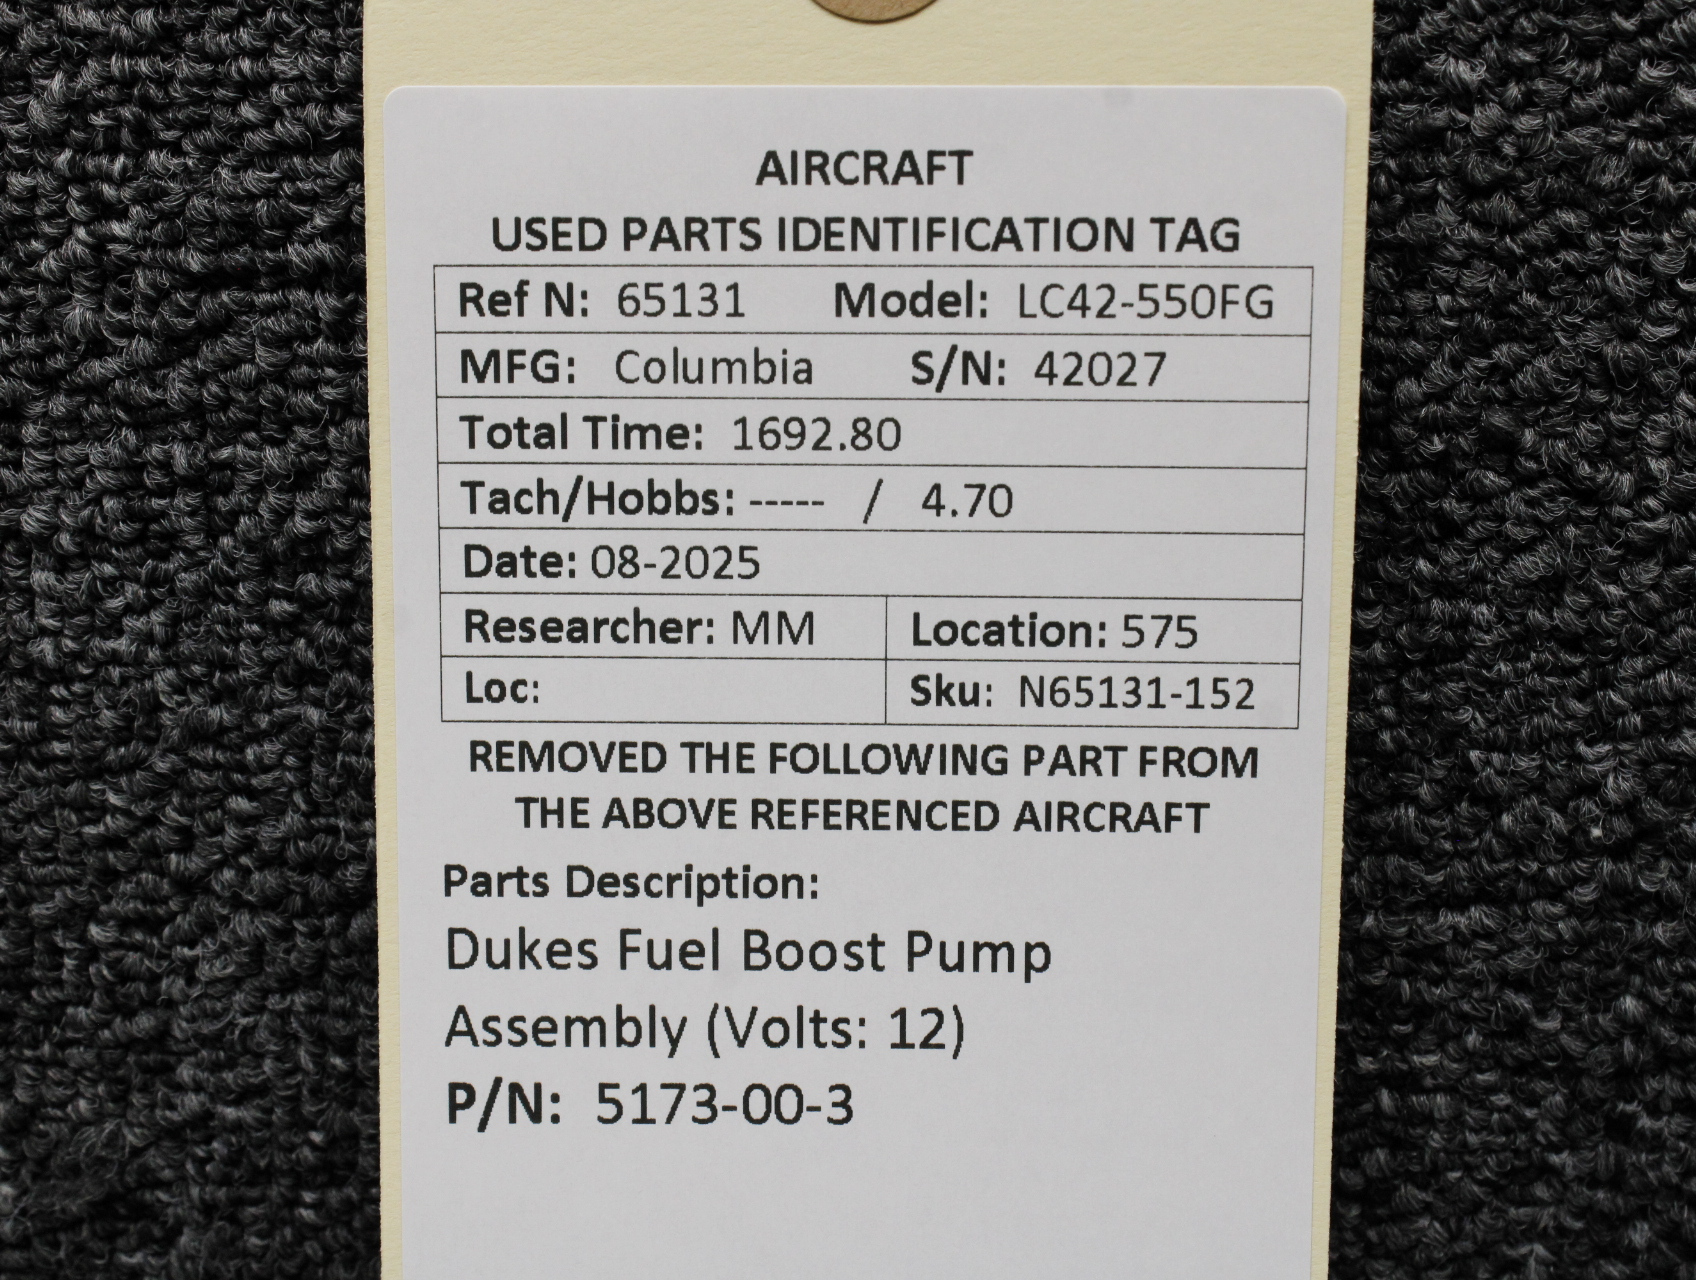 AIRCRAFT
USED PARTS IDENTIFICATION TAG
Ref N: 65131 Model: LC42-550FG
MFG: Columbia S/N: 42027
Total Time: 1692.80
Tach/Hobbs: ----- / 4.70
Date: 08-2025
Researcher: MM Location: 575
Loc: Sku: N65131-152
REMOVED THE FOLLOWING PART FROM
THE ABOVE REFERENCED AIRCRAFT
Parts Description:
Dukes Fuel Boost Pump
Assembly (Volts: 12)
P/N: 5173-00-3